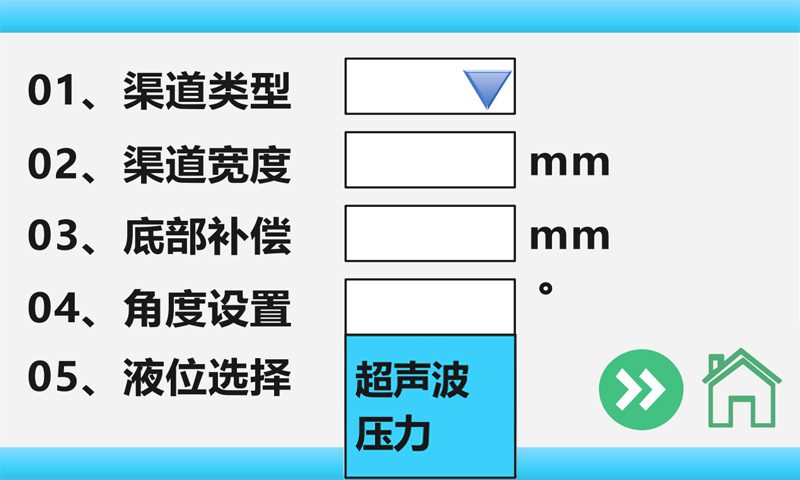 01、渠道类型
02、渠道宽度 mm
03、底部补偿 mm
04、角度设置 °
05、液位选择 超声波
压力